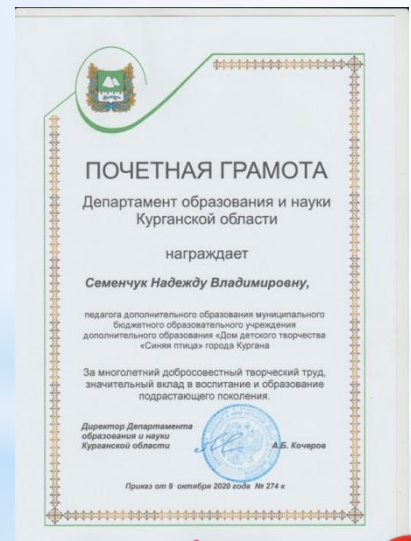 ПОЧЕТНАЯ ГРАМОТА
Департамент образования и науки
Курганской области
награждает
Семенчук Надежду Владимировну,
педагога дополнительного образования муниципального
бюджетного образовательного учреждения
дополнительного образования «Дом детского творчества
«Синяя птица» города Кургана
За многолетний добросовестный творческий труд,
значительный вклад в воспитание и образование
подрастающего поколения.
Директор Департамента
образования и науки
Курганской области
А.Б. Кочеров
Приказ от 9 октября 2020 года № 274 к